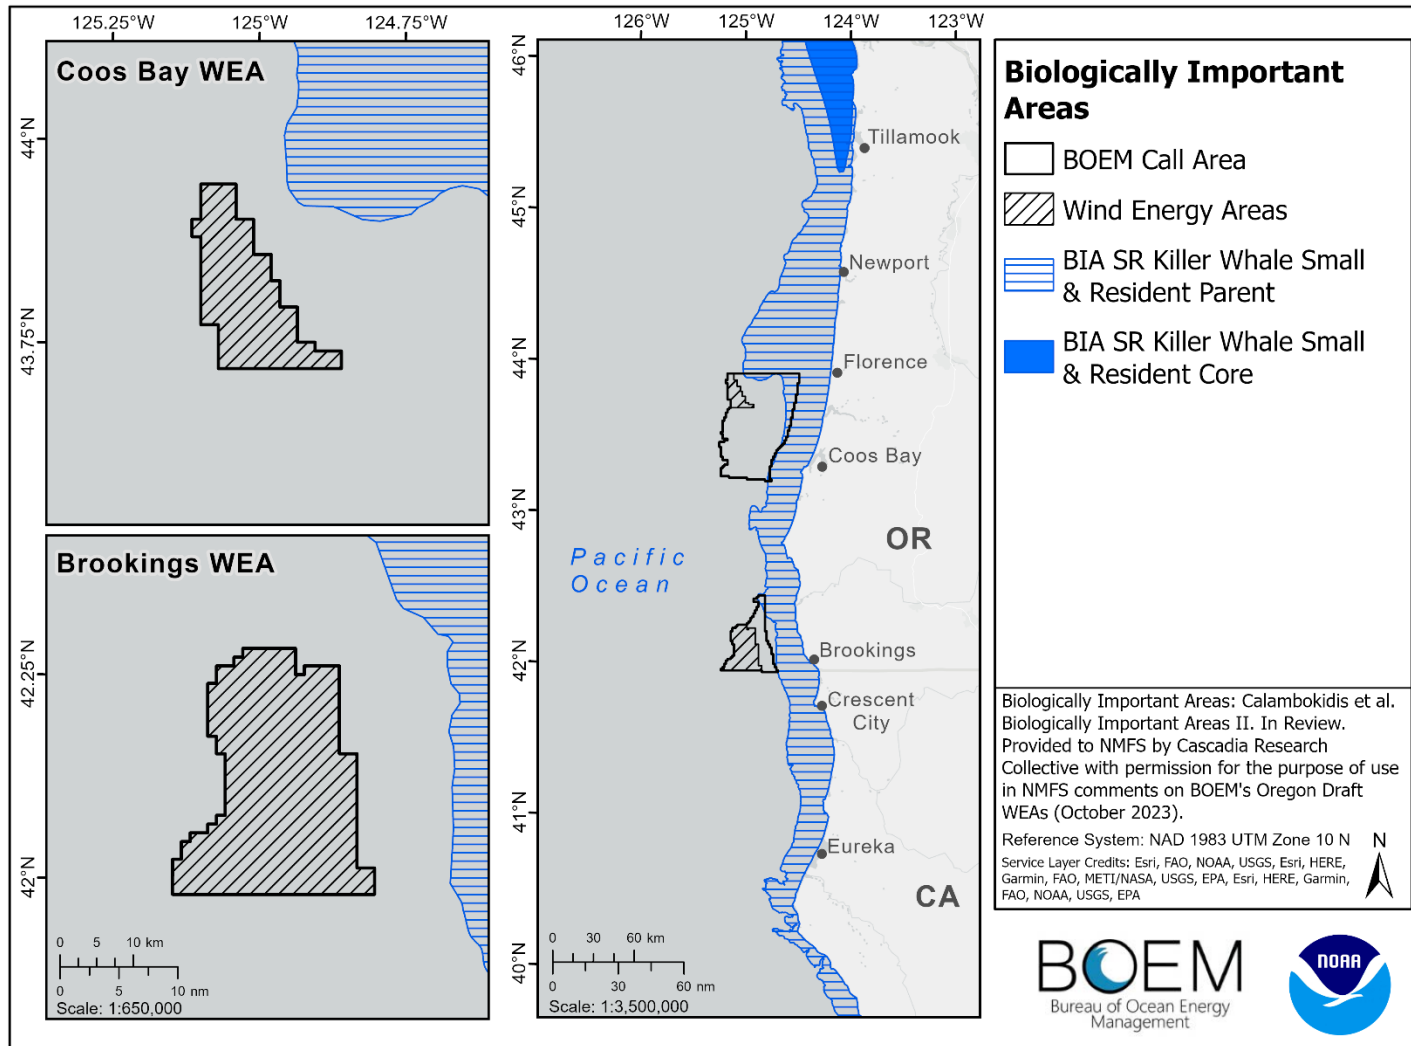 125.25°W 125°W 124.75°W
Coos Bay WEA
44°N
43.75°N
Brookings WEA
42.25°N
42°N
0 5 10 km
0 5 10 nm
Scale: 1:650,000
126°W 125°W 124°W 123°W
46°N
45°N
44°N
43°N
42°N
41°N
40°N
Tillamook
Newport
Florence
Coos Bay
OR
Pacific
Ocean
Brookings
Crescent
City
Eureka
CA
0 30 60 km
0 30 60 nm
Scale: 1:3,500,000
Biologically Important
Areas
BOEM Call Area
Wind Energy Areas
BIA SR Killer Whale Small
& Resident Parent
BIA SR Killer Whale Small
& Resident Core
Biologically Important Areas: Calambokidis et al.
Biologically Important Areas II. In Review.
Provided to NMFS by Cascadia Research
Collective with permission for the purpose of use
in NMFS comments on BOEM's Oregon Draft
WEAs (October 2023).
Reference System: NAD 1983 UTM Zone 10 N
N
Service Layer Credits: Esri, FAO, NOAA, USGS, Esri, HERE,
Garmin, FAO, METI/NASA, USGS, EPA, Esri, HERE, Garmin,
FAO, NOAA, USGS, EPA
BOEM
Bureau of Ocean Energy
Management
NOAA